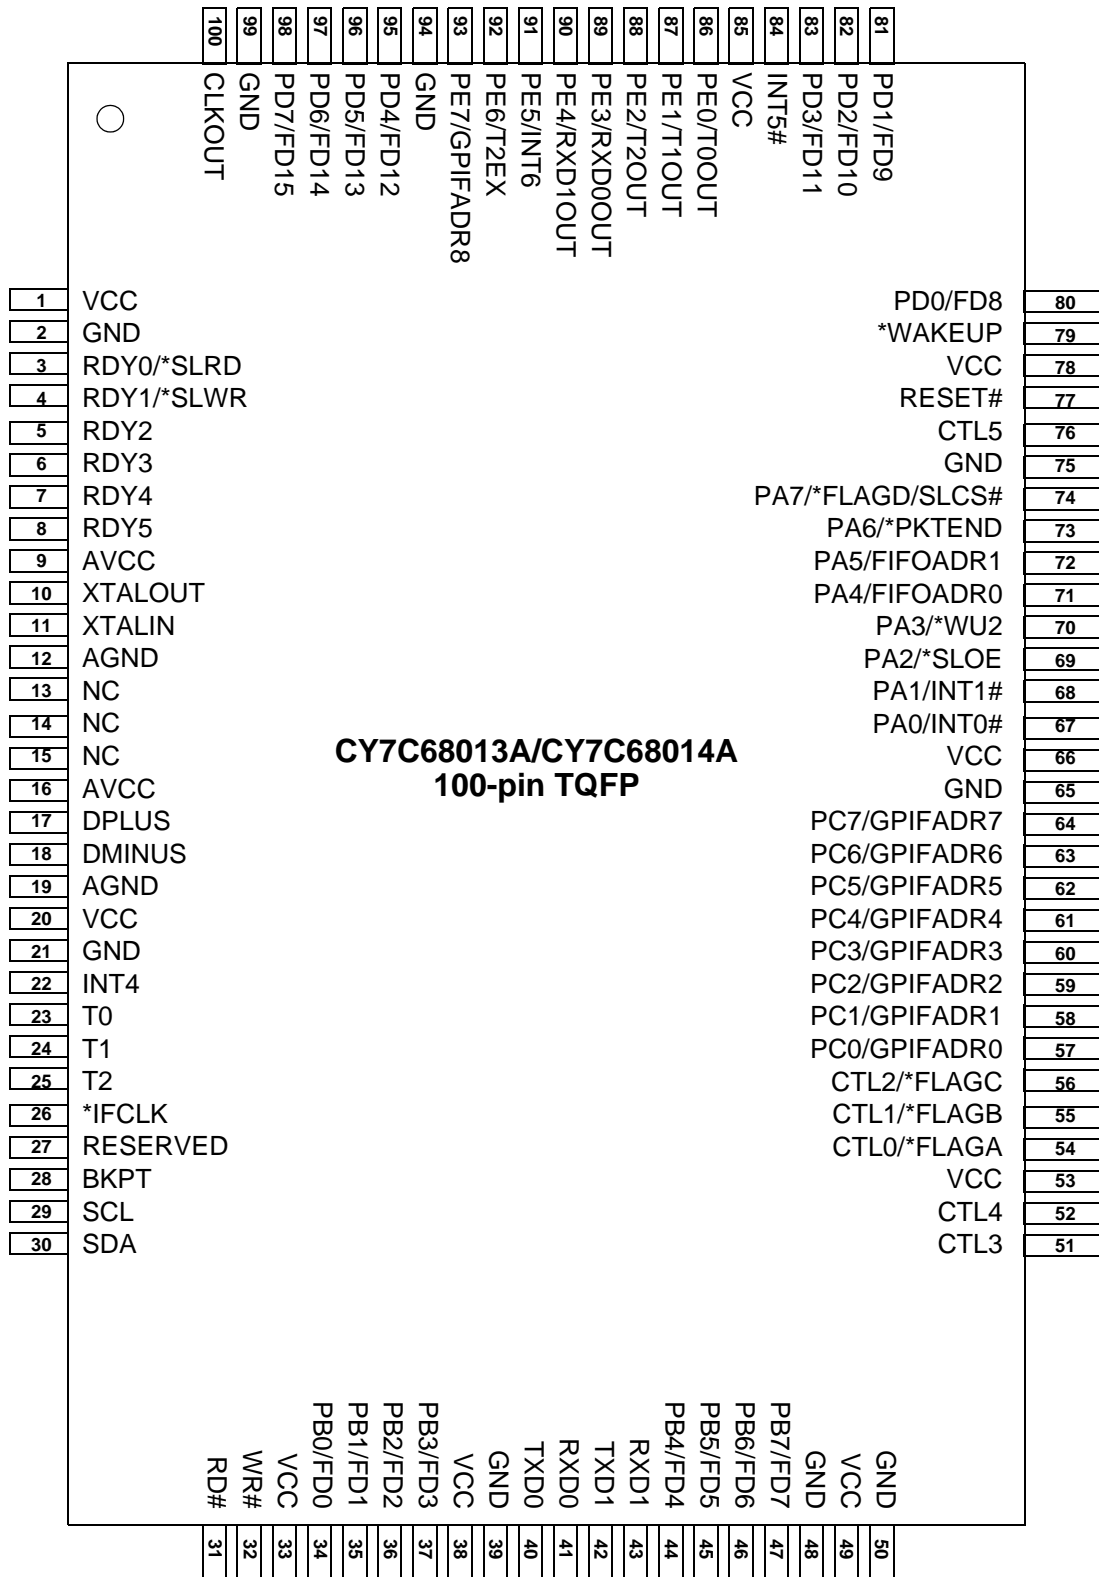 100 99 98 97 96 95 94 93 92 91 90 89 88 87 86 85 84 83 82 81
CLKOUT
GND
PD7/FD15
PD6/FD14
PD5/FD13
PD4/FD12
GND
PE7/GPIFADR8
PE6/T2EX
PE5/INT6
PE4/RXD1OUT
PE3/RXD0OUT
PE2/T2OUT
PE1/T1OUT
PE0/T0OUT
VCC
INT5#
PD3/FD11
PD2/FD10
PD1/FD9
1 VCC
2 GND
3 RDY0/*SLRD
4 RDY1/*SLWR
5 RDY2
6 RDY3
7 RDY4
8 RDY5
9 AVCC
10 XTALOUT
11 XTALIN
12 AGND
13 NC
14 NC
15 NC
16 AVCC
17 DPLUS
18 DMINUS
19 AGND
20 VCC
21 GND
22 INT4
23 T0
24 T1
25 T2
26 *IFCLK
27 RESERVED
28 BKPT
29 SCL
30 SDA
CY7C68013A/CY7C68014A
100-pin TQFP
PD0/FD8 80
*WAKEUP 79
VCC 78
RESET# 77
CTL5 76
GND 75
PA7/*FLAGD/SLCS# 74
PA6/*PKTEND 73
PA5/FIFOADR1 72
PA4/FIFOADR0 71
PA3/*WU2 70
PA2/*SLOE 69
PA1/INT1# 68
PA0/INT0# 67
VCC 66
GND 65
PC7/GPIFADR7 64
PC6/GPIFADR6 63
PC5/GPIFADR5 62
PC4/GPIFADR4 61
PC3/GPIFADR3 60
PC2/GPIFADR2 59
PC1/GPIFADR1 58
PC0/GPIFADR0 57
CTL2/*FLAGC 56
CTL1/*FLAGB 55
CTL0/*FLAGA 54
VCC 53
CTL4 52
CTL3 51
RD#
WR#
VCC
PB0/FD0
PB1/FD1
PB2/FD2
PB3/FD3
VCC
GND
TXD0
RXD0
TXD1
RXD1
PB4/FD4
PB5/FD5
PB6/FD6
PB7/FD7
GND
VCC
GND
31 32 33 34 35 36 37 38 39 40 41 42 43 44 45 46 47 48 49 50